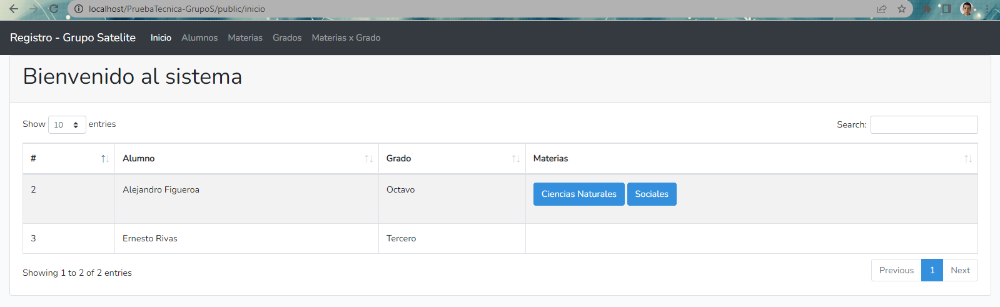 localhost/PruebaTecnica-GrupoS/public/inicio
Registro - Grupo Satelite Inicio Alumnos Materias Grados Materias x Grado
Bienvenido al sistema
Show 10 entries Search:
# Alumno Grado Materias
2 Alejandro Figueroa Octavo Ciencias Naturales Sociales
3 Ernesto Rivas Tercero
Showing 1 to 2 of 2 entries Previous 1 Next